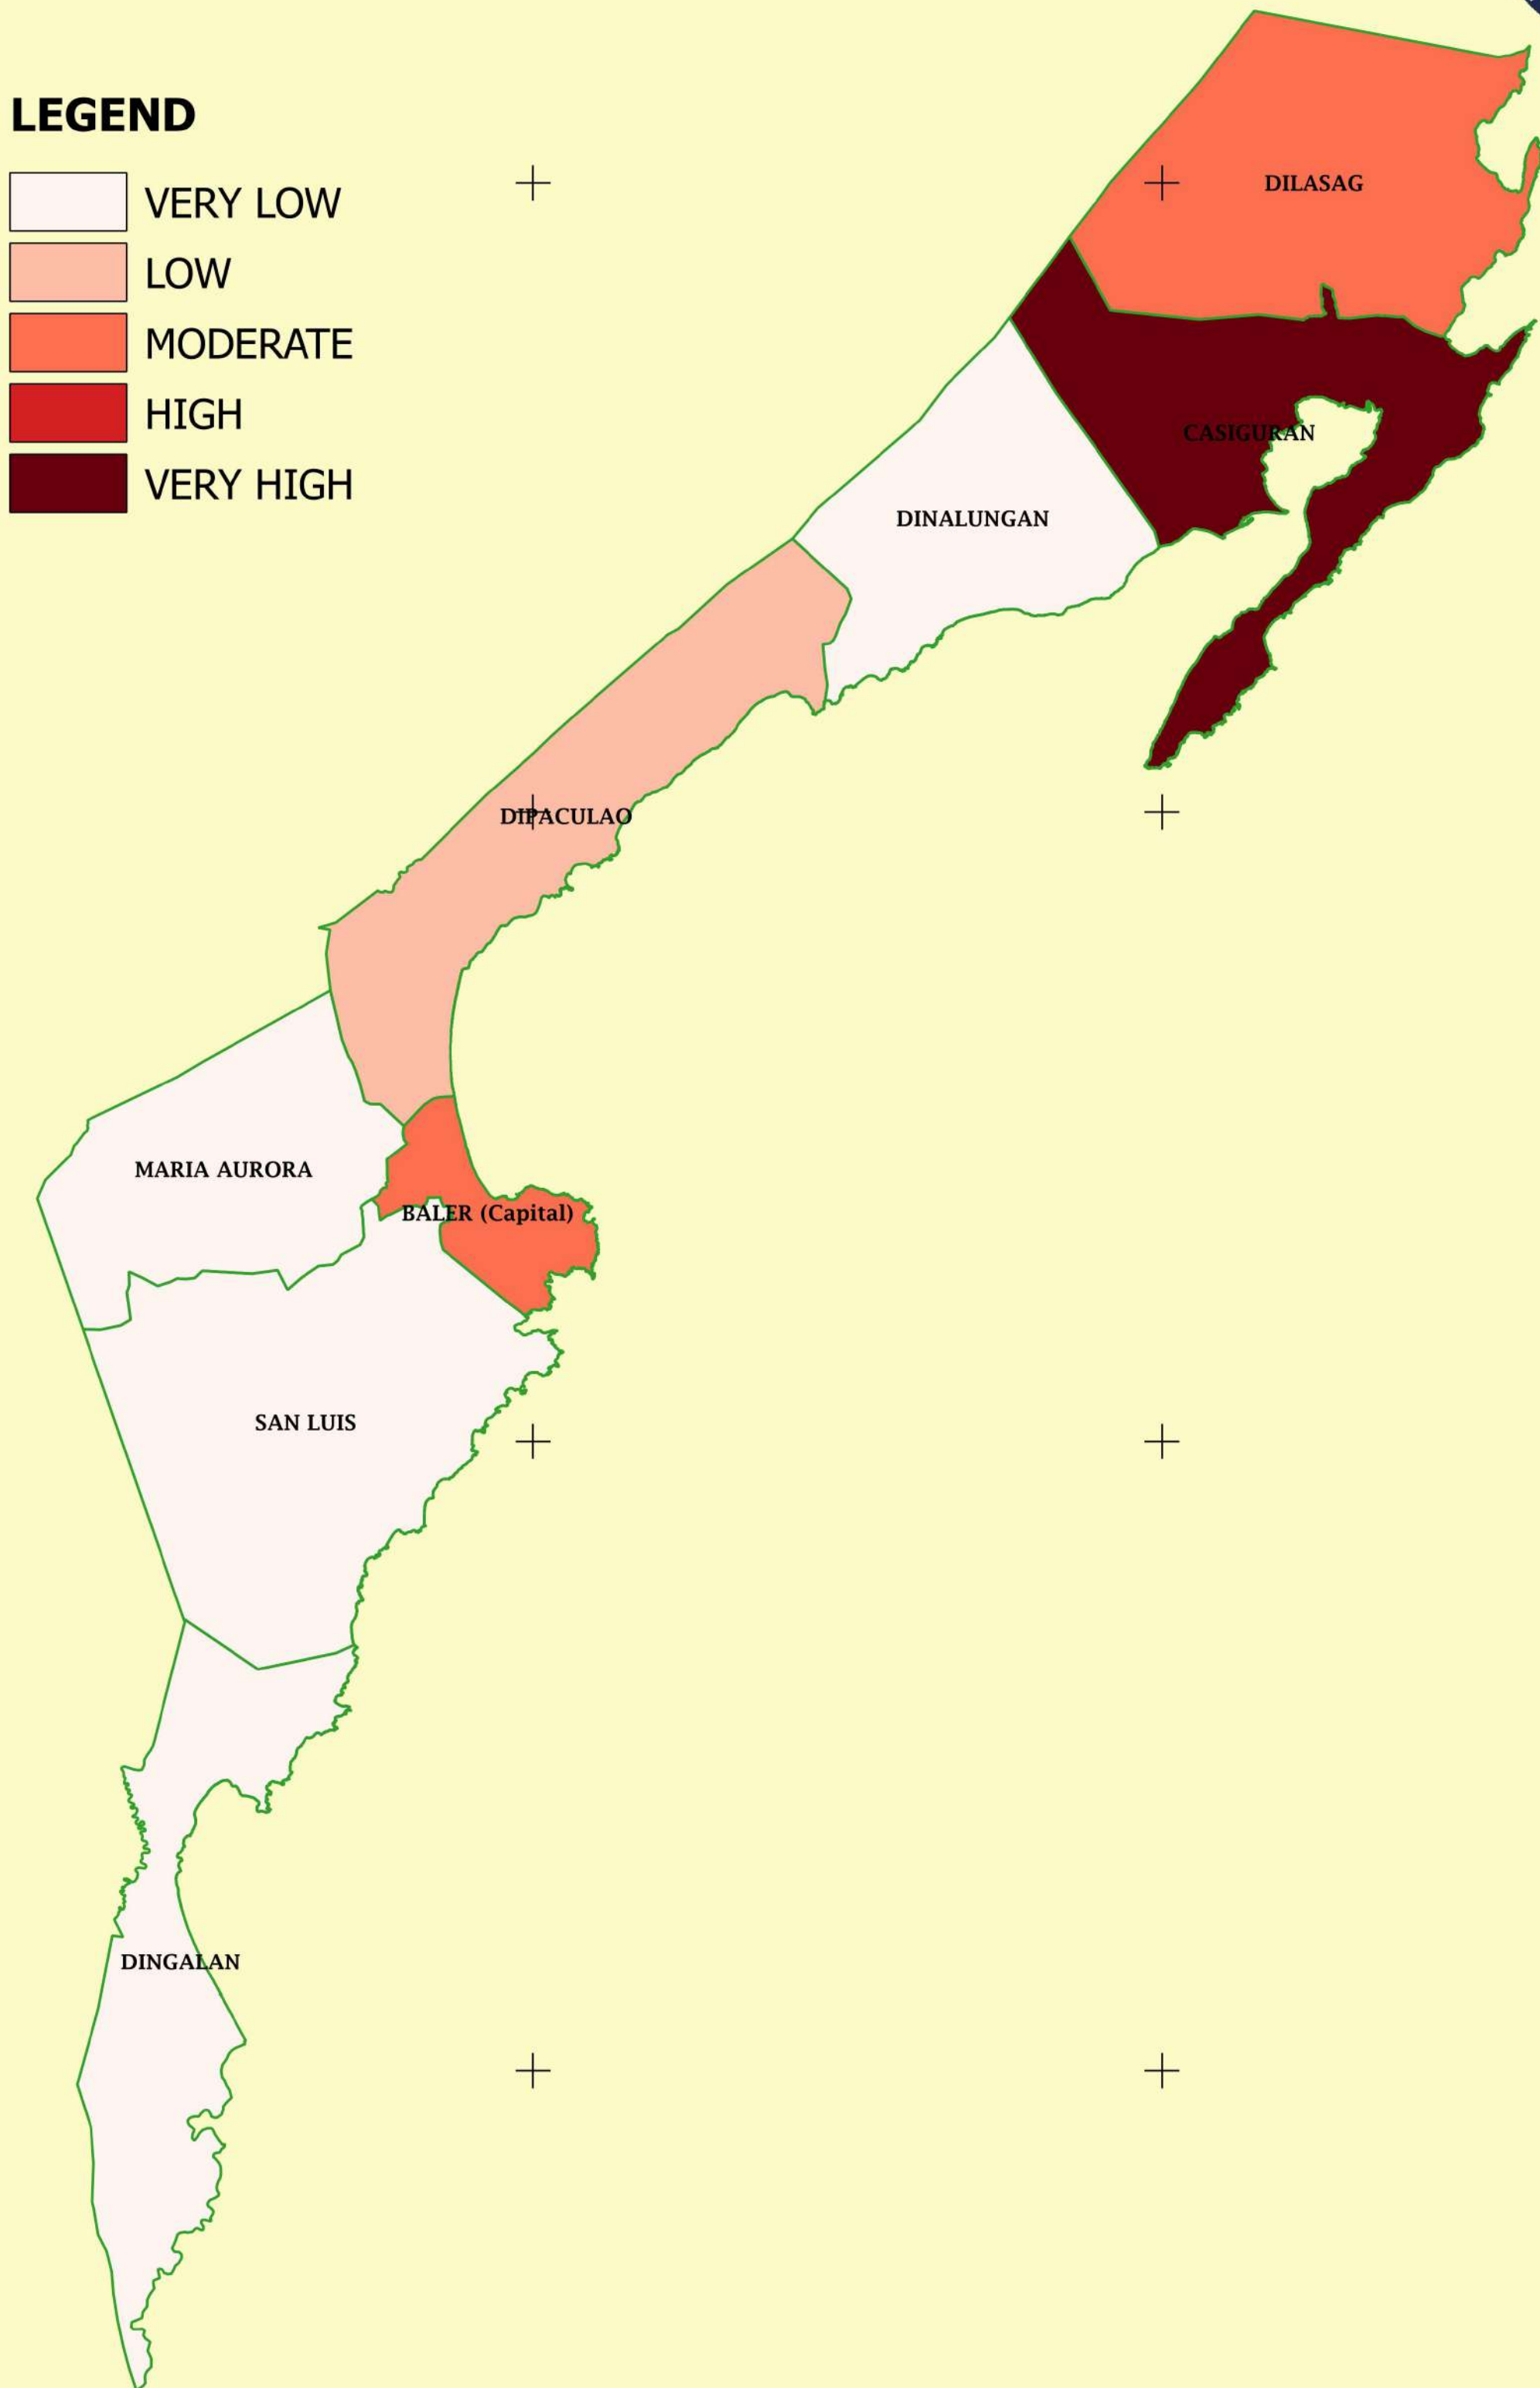 LEGEND
VERY LOW
LOW
MODERATE
HIGH
VERY HIGH
DILASAG
CASIGURAN
DINALUNGAN
DIPACULAO
MARIA AURORA
BALER (Capital)
SAN LUIS
DINGALAN